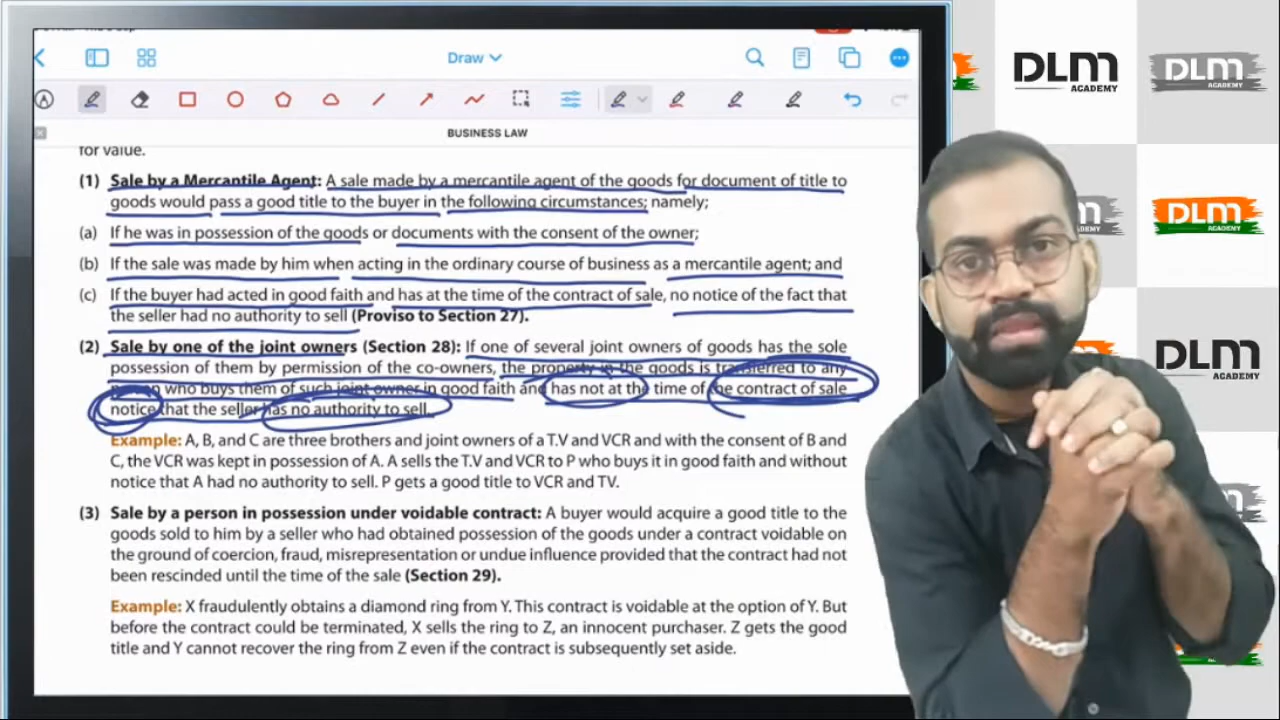 Draw
BUSINESS LAW
for value.
(1) Sale by a Mercantile Agent: A sale made by a mercantile agent of the goods for document of title to
goods would pass a good title to the buyer in the following circumstances; namely;
(a) If he was in possession of the goods or documents with the consent of the owner;
(b) If the sale was made by him when acting in the ordinary course of business as a mercantile agent; and
(c) If the buyer had acted in good faith and has at the time of the contract of sale, no notice of the fact that
the seller had no authority to sell (Proviso to Section 27).
(2) Sale by one of the joint owners (Section 28): If one of several joint owners of goods has the sole
possession of them by permission of the co-owners, the property in the goods is transferred to any
person who buys them of such joint owner in good faith and has not at the time of the contract of sale
notice that the seller has no authority to sell.
Example: A, B, and C are three brothers and joint owners of a T.V and VCR and with the consent of B and
C, the VCR was kept in possession of A. A sells the T.V and VCR to P who buys it in good faith and without
notice that A had no authority to sell. P gets a good title to VCR and TV.
(3) Sale by a person in possession under voidable contract: A buyer would acquire a good title to the
goods sold to him by a seller who had obtained possession of the goods under a contract voidable on
the ground of coercion, fraud, misrepresentation or undue influence provided that the contract had not
been rescinded until the time of the sale (Section 29).
Example: X fraudulently obtains a diamond ring from Y. This contract is voidable at the option of Y. But
before the contract could be terminated, X sells the ring to Z, an innocent purchaser. Z gets the good
title and Y cannot recover the ring from Z even if the contract is subsequently set aside.
DLM
ACADEMY
DLM
ACADEMY
DLM
ACADEMY
DLM
ACADEMY